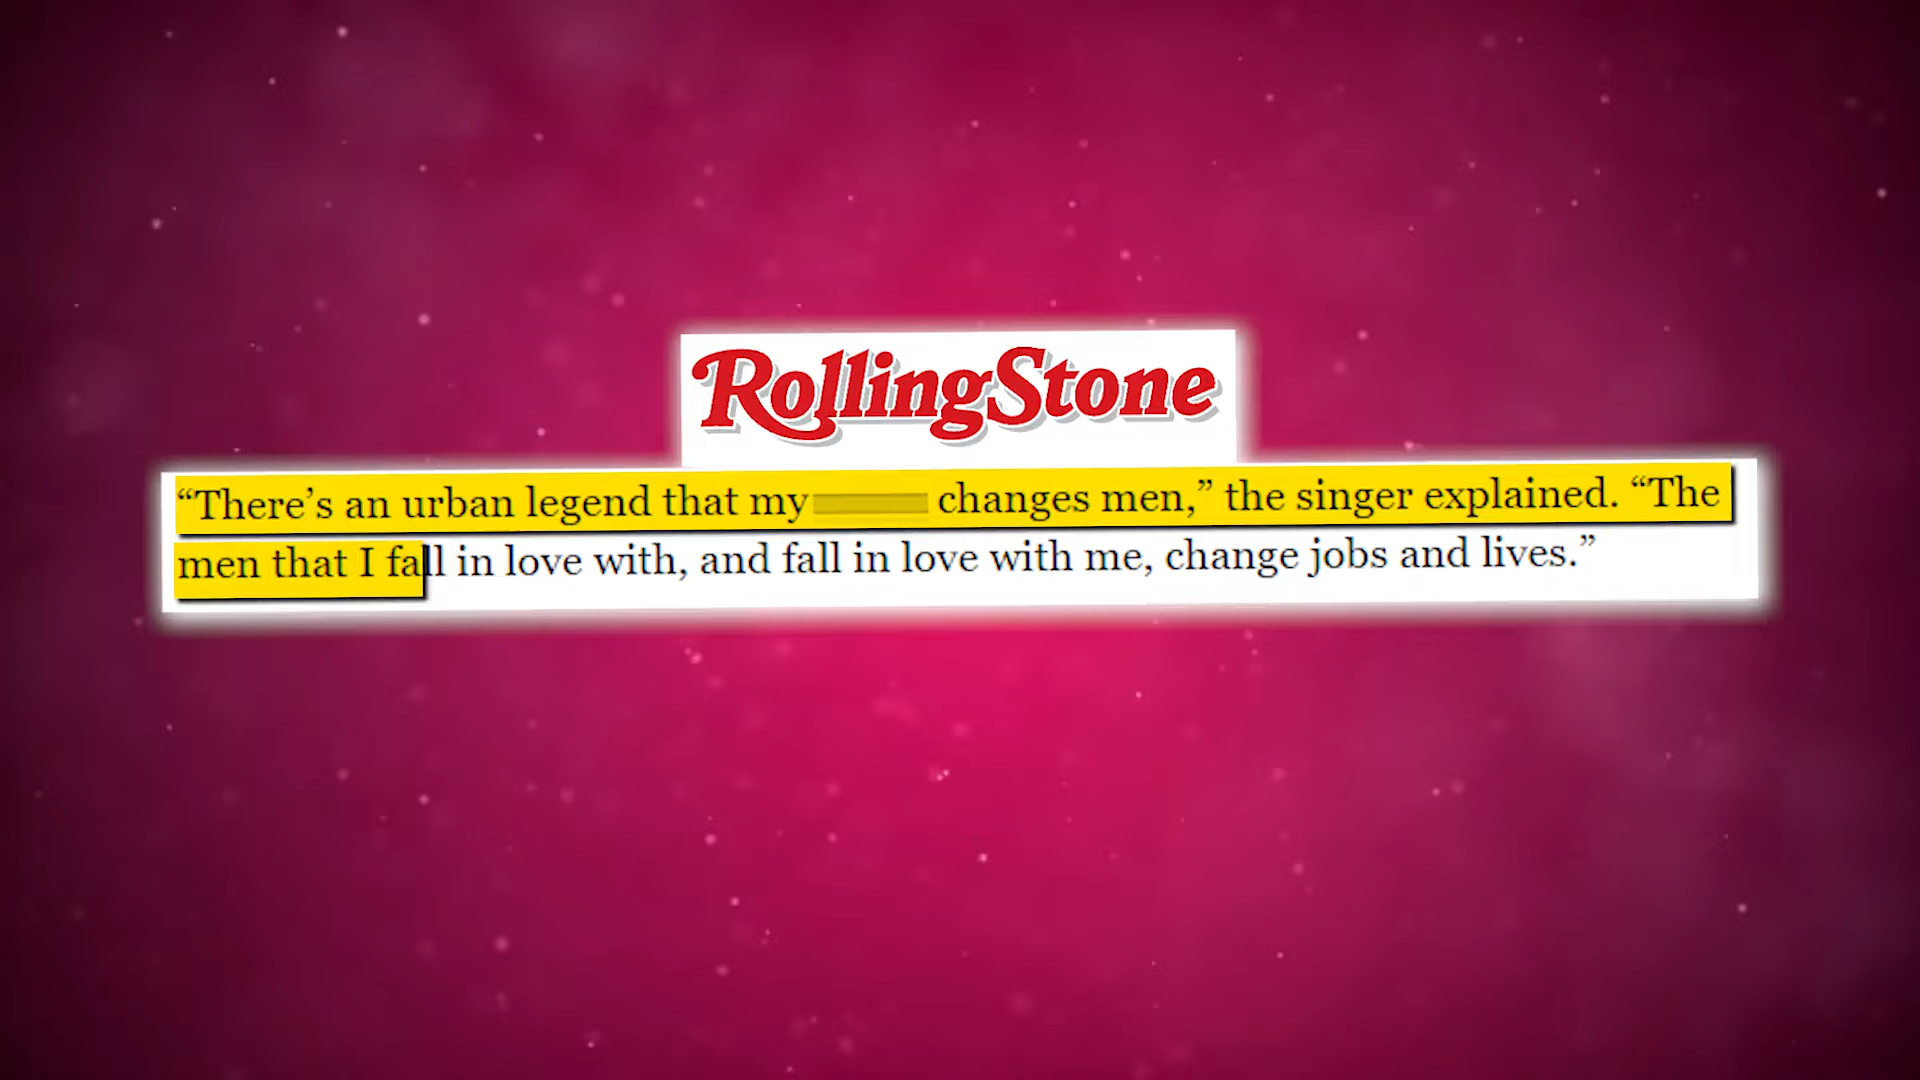 RollingStone
“There’s an urban legend that my changes men,” the singer explained. “The
men that I fall in love with, and fall in love with me, change jobs and lives.”